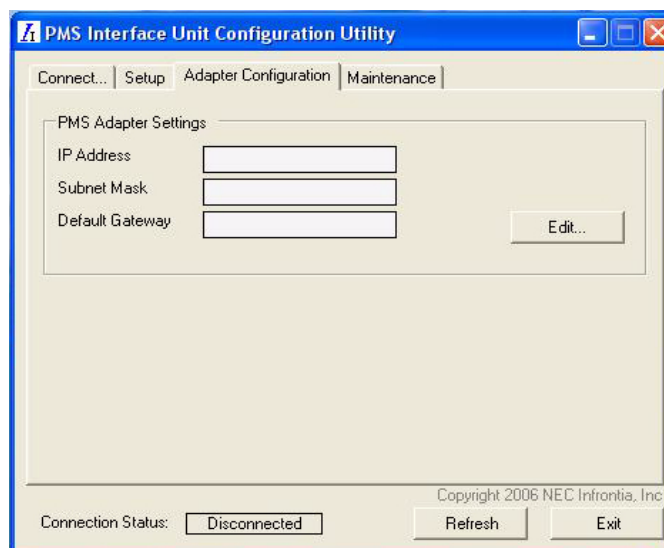 PMS Interface Unit Configuration Utility
Connect... Setup Adapter Configuration Maintenance
PMS Adapter Settings
IP Address
Subnet Mask
Default Gateway
Edit...
Copyright 2006 NEC Infrontia, Inc
Connection Status: Disconnected Refresh Exit